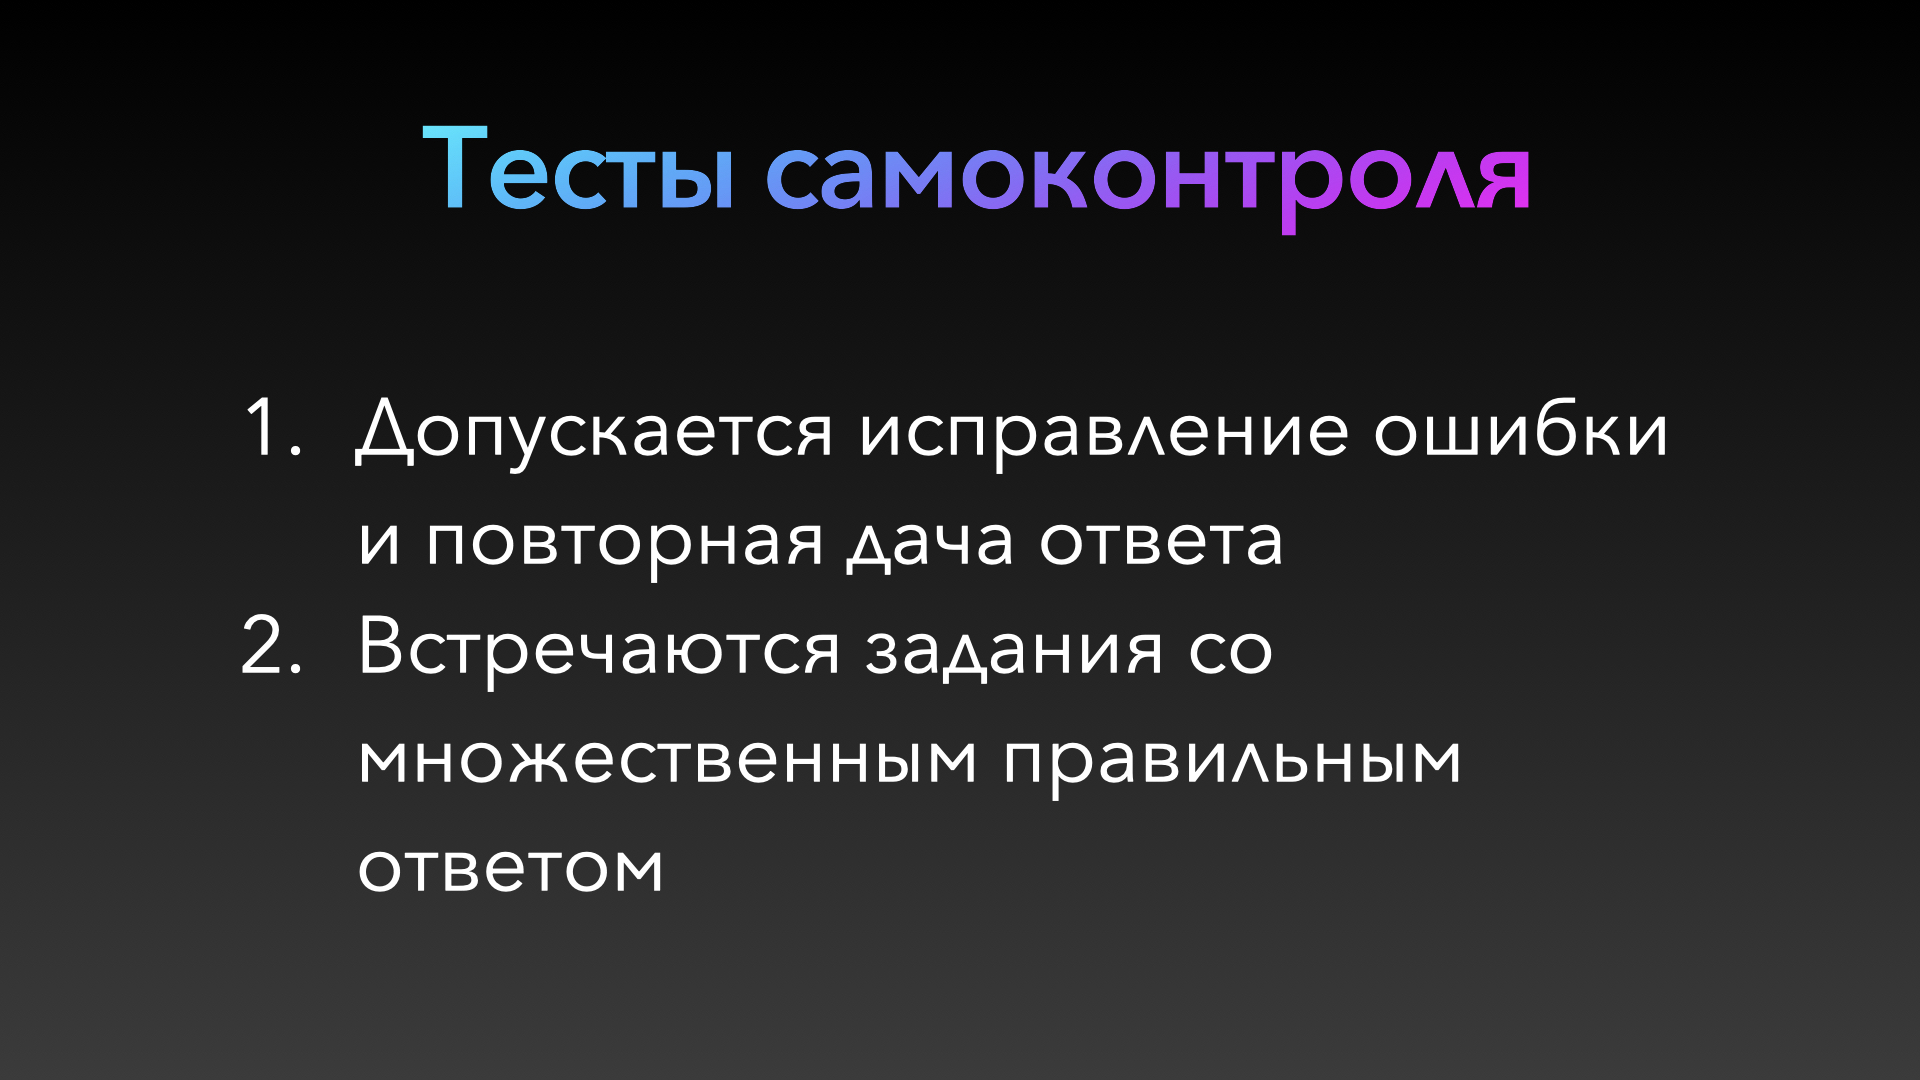 Тесты самоконтроля
1. Допускается исправление ошибки
и повторная дача ответа
2. Встречаются задания со
множественным правильным
ответом